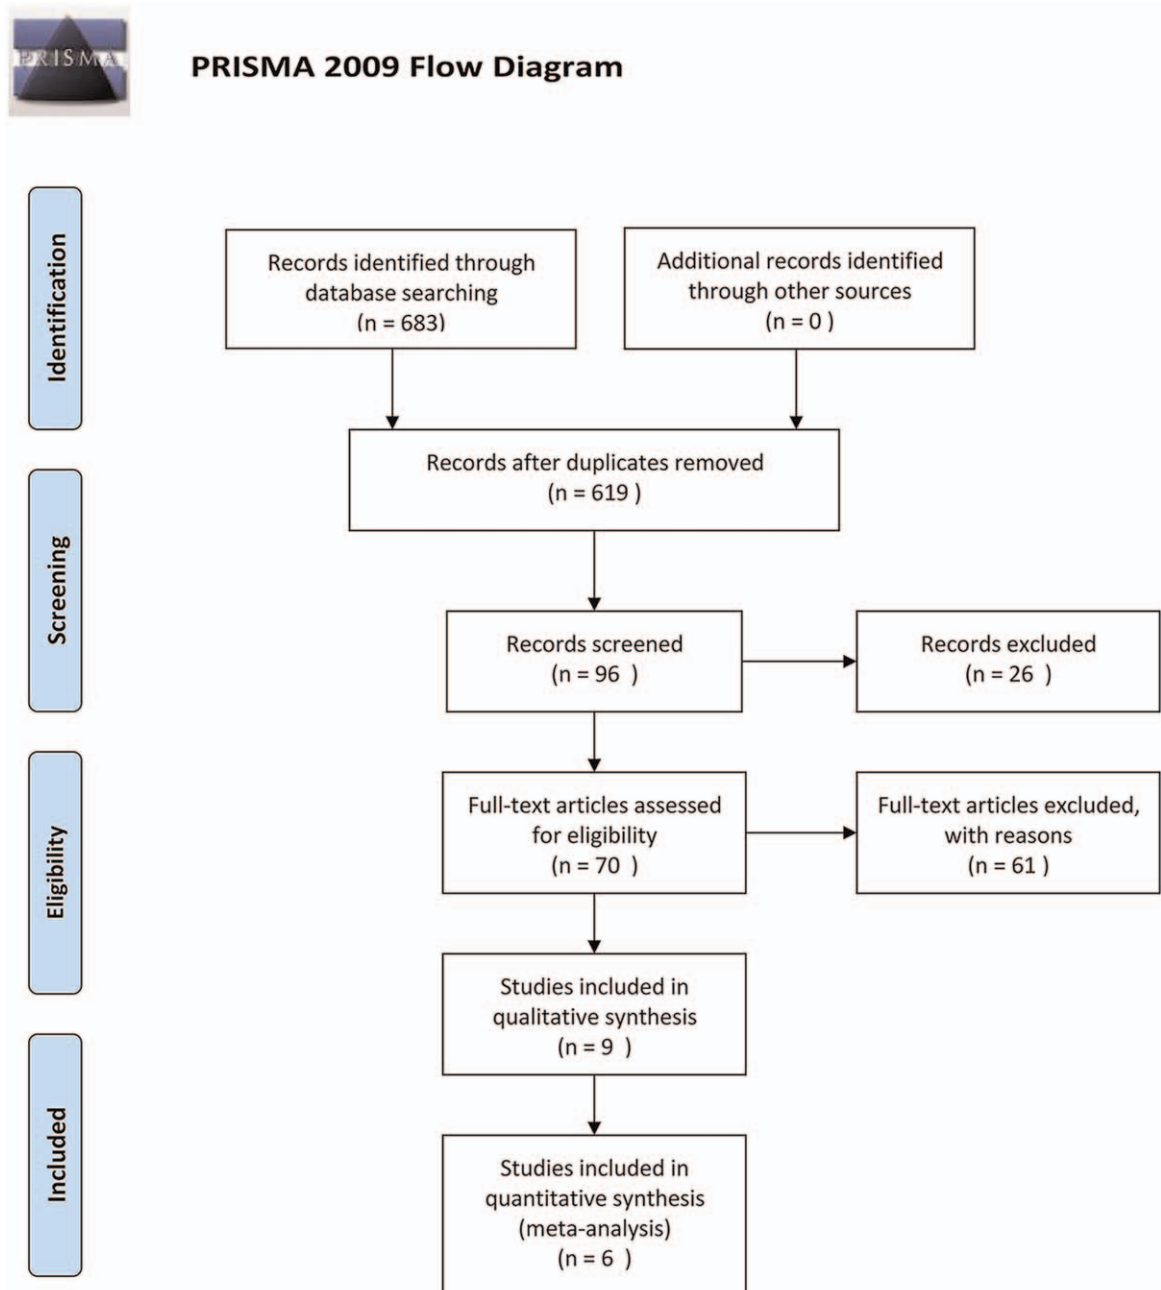 PRISMA
PRISMA 2009 Flow Diagram
Identification
Records identified through
database searching
(n = 683)
Additional records identified
through other sources
(n = 0 )
Records after duplicates removed
(n = 619 )
Screening
Records screened
(n = 96 )
Records excluded
(n = 26 )
Eligibility
Full-text articles assessed
for eligibility
(n = 70 )
Full-text articles excluded,
with reasons
(n = 61 )
Studies included in
qualitative synthesis
(n = 9 )
Included
Studies included in
quantitative synthesis
(meta-analysis)
(n = 6 )